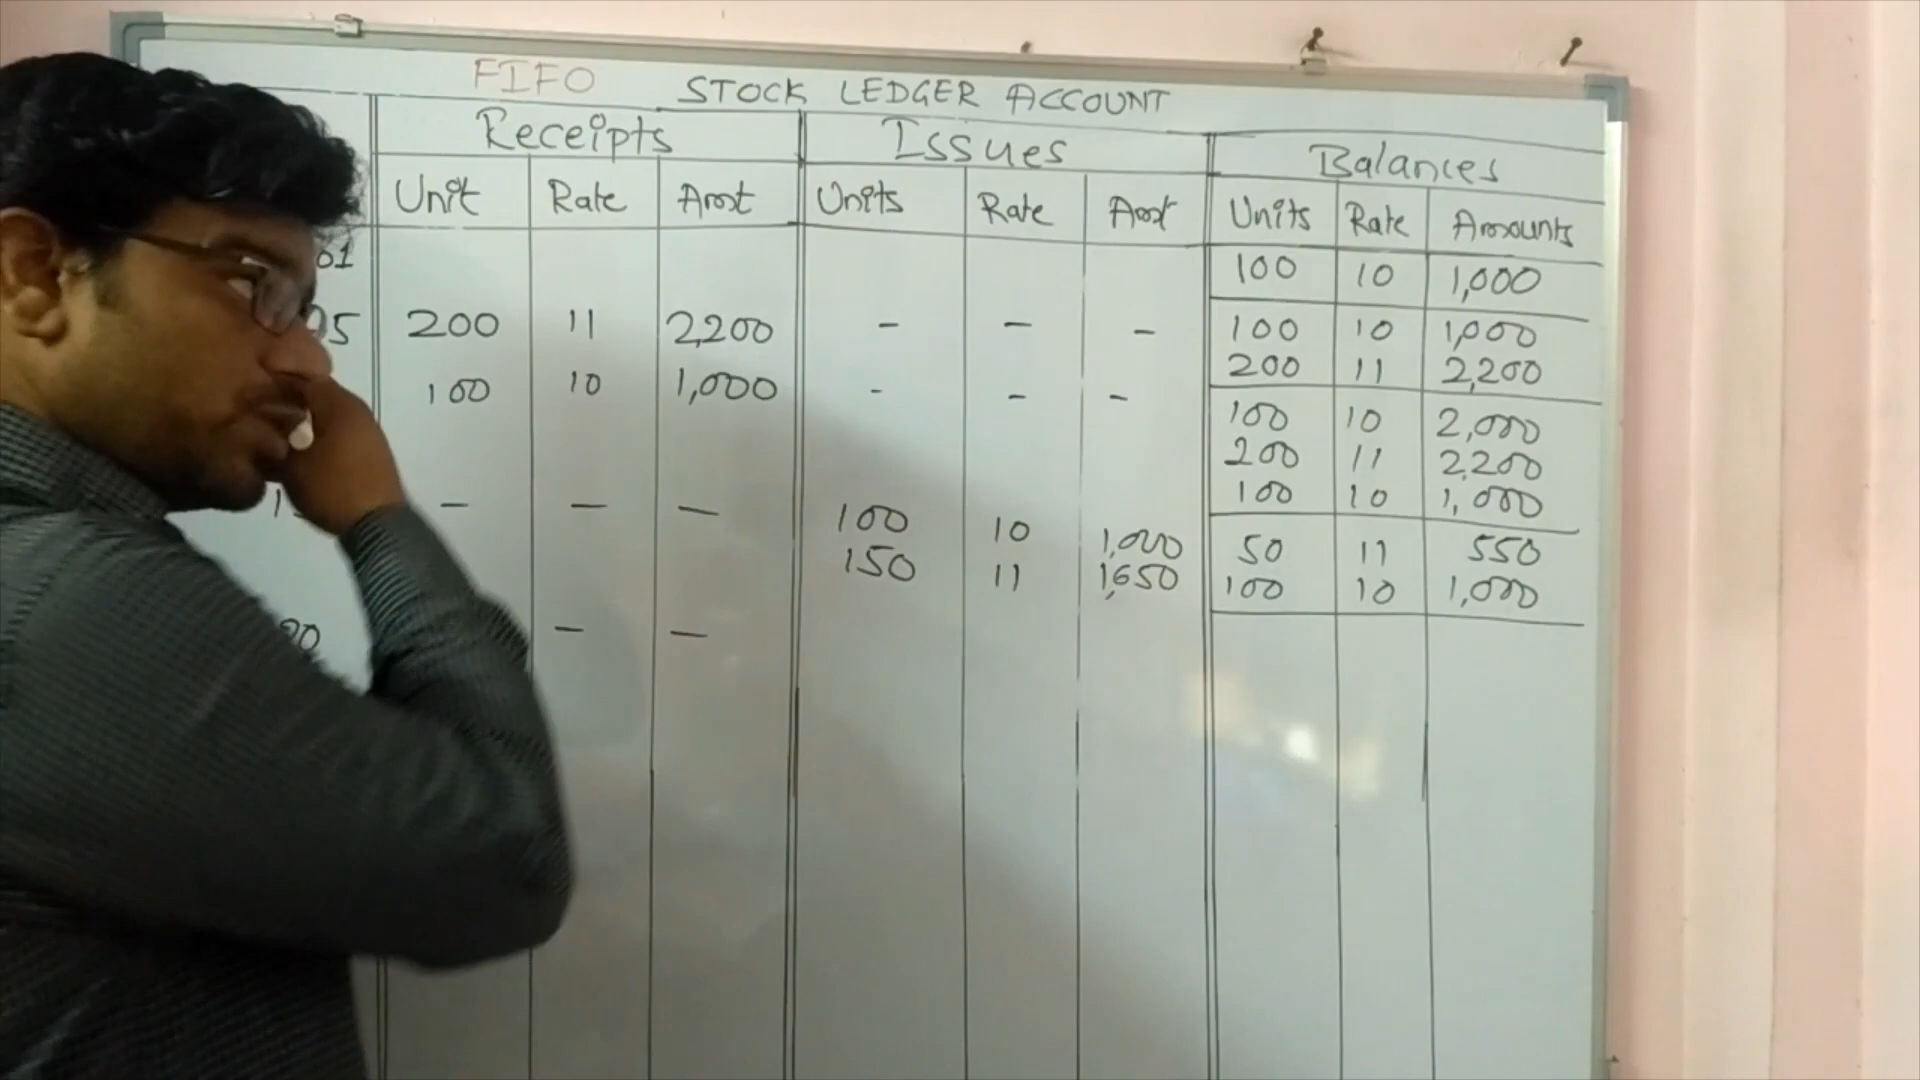 FIFO STOCK LEDGER ACCOUNT
Receipts Issues Balances
Unit Rate Amt Units Rate Amt Units Rate Amounts
01 100 10 1,000
05 200 11 2,200 - - - 100 10 1,000
200 11 2,200
100 10 1,000 - - - 100 10 2,000
200 11 2,200
100 10 1,000
- - - 100 10 1,000 50 11 550
150 11 1,650 100 10 1,000
- -